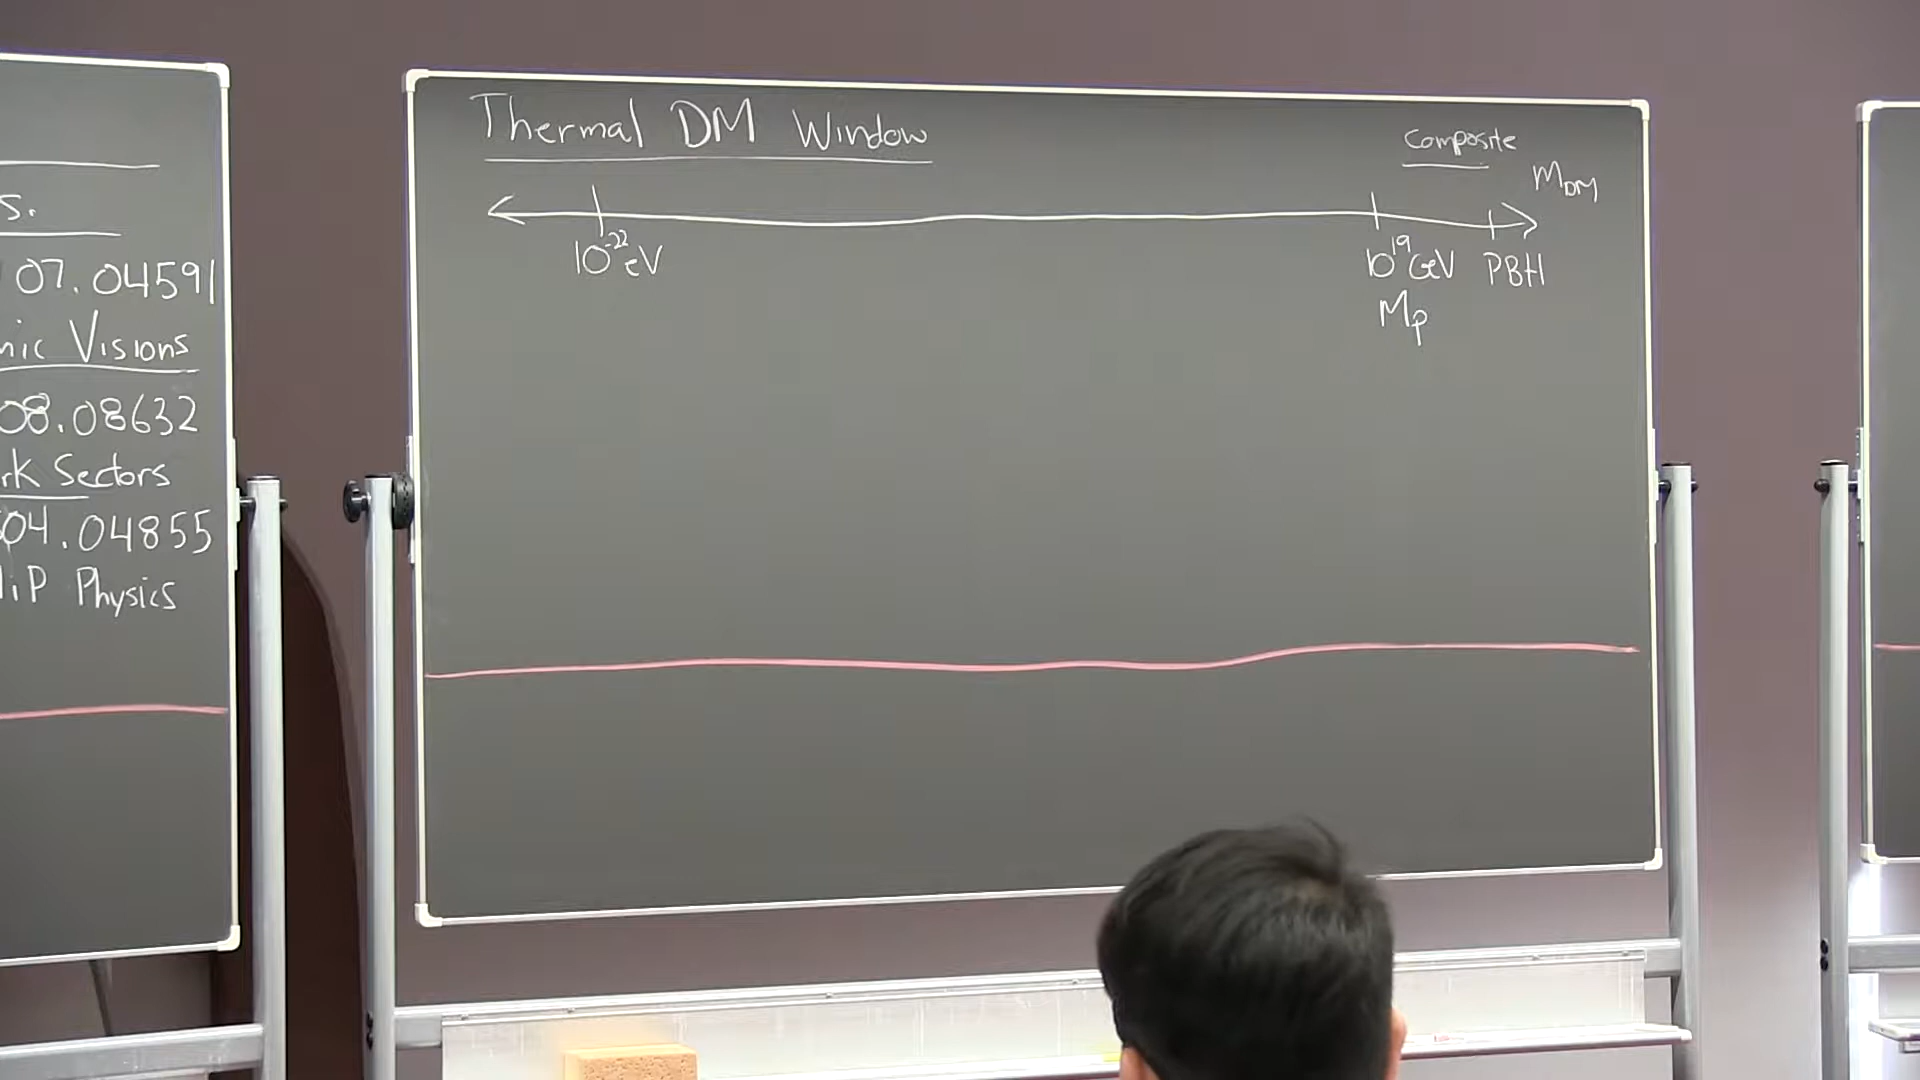 s.
07.04591
Visions
08.08632
Sectors
04.04855
Physics
Thermal DM Window
Composite
M_DM
10^-22 eV
10^19 GeV PBH
M_p